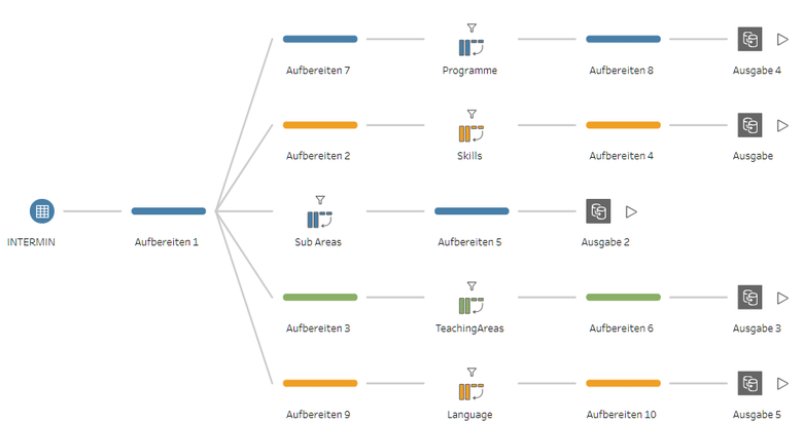 Aufbereiten 7
Programme
Aufbereiten 8
Ausgabe 4
Aufbereiten 2
Skills
Aufbereiten 4
Ausgabe
INTERMIN
Aufbereiten 1
Sub Areas
Aufbereiten 5
Ausgabe 2
Aufbereiten 3
TeachingAreas
Aufbereiten 6
Ausgabe 3
Aufbereiten 9
Language
Aufbereiten 10
Ausgabe 5